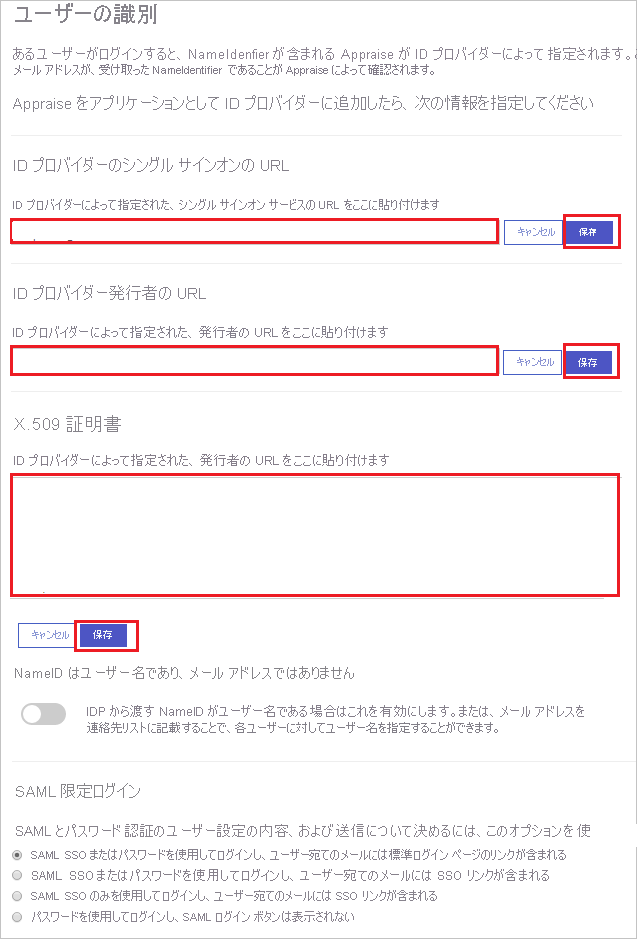 ユーザーの識別
あるユーザーがログインすると、NameIdenfier が含まれる Appraise が ID プロバイダーによって指定されます。
メール アドレスが、受け取った NameIdentifier であることが Appraise によって確認されます。
Appraise をアプリケーションとして ID プロバイダーに追加したら、次の情報を指定してください
ID プロバイダーのシングル サインオンの URL
ID プロバイダーによって指定された、シングル サインオン サービスの URL をここに貼り付けます
キャンセル 保存
ID プロバイダー発行者の URL
ID プロバイダーによって指定された、発行者の URL をここに貼り付けます
キャンセル 保存
X.509 証明書
ID プロバイダーによって指定された、発行者の URL をここに貼り付けます
キャンセル 保存
NameID はユーザー名であり、メール アドレスではありません
IDP から渡す NameID がユーザー名である場合はこれを有効にします。または、メール アドレスを
連絡先リストに記載することで、各ユーザーに対してユーザー名を指定することができます。
SAML 限定ログイン
SAML とパスワード認証のユーザー設定の内容、および送信について決めるには、このオプションを使
SAML SSO またはパスワードを使用してログインし、ユーザー宛てのメールには標準ログイン ページのリンクが含まれる
SAML SSO またはパスワードを使用してログインし、ユーザー宛てのメールには SSO リンクが含まれる
SAML SSO のみを使用してログインし、ユーザー宛てのメールには SSO リンクが含まれる
パスワードを使用してログインし、SAML ログイン ボタンは表示されない